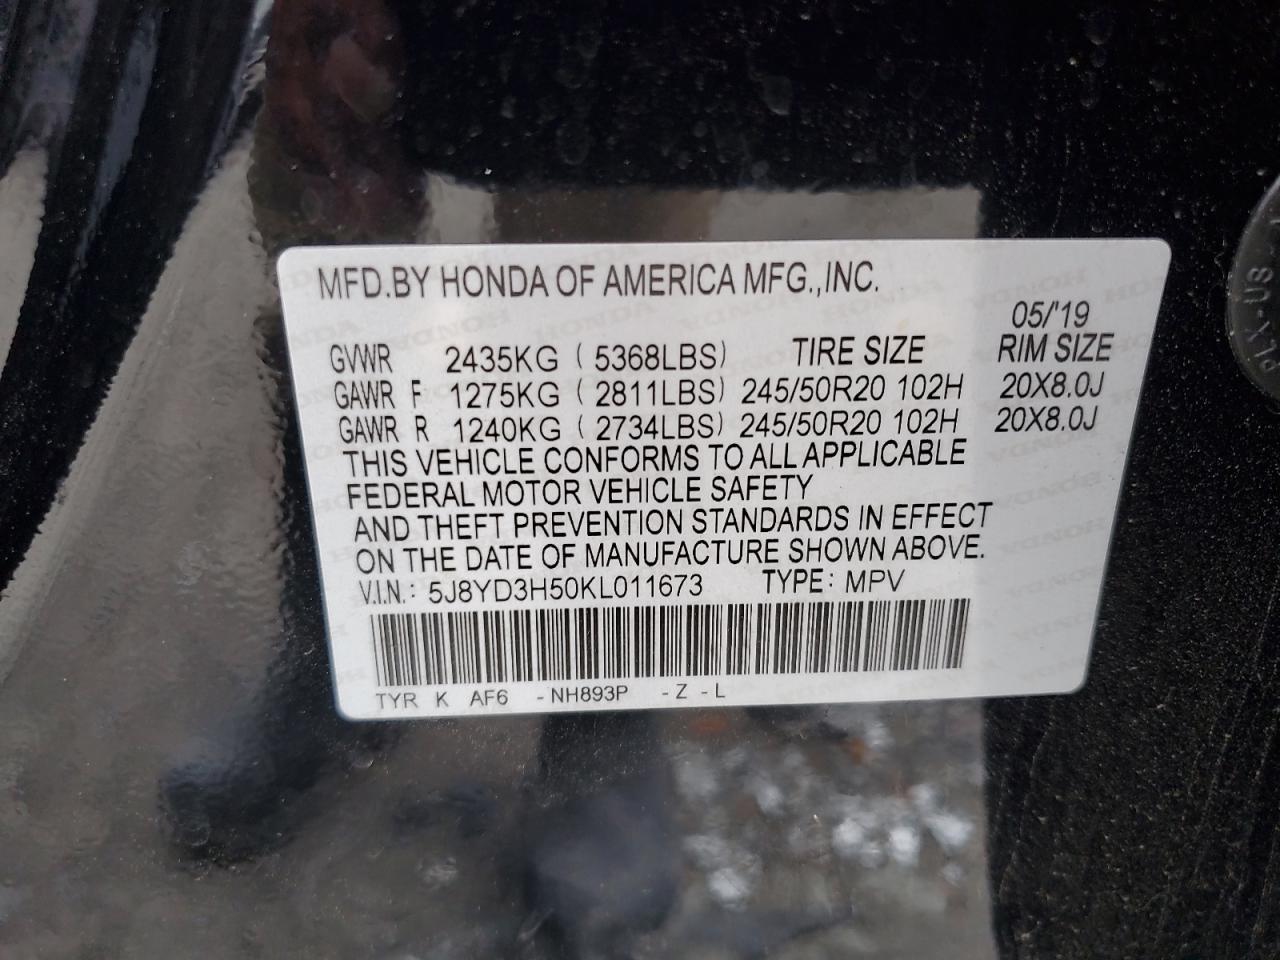 MFD.BY HONDA OF AMERICA MFG.,INC.
05/'19
GVWR 2435KG ( 5368LBS) TIRE SIZE RIM SIZE
GAWR F 1275KG ( 2811LBS) 245/50R20 102H 20X8.0J
GAWR R 1240KG ( 2734LBS) 245/50R20 102H 20X8.0J
THIS VEHICLE CONFORMS TO ALL APPLICABLE
FEDERAL MOTOR VEHICLE SAFETY
AND THEFT PREVENTION STANDARDS IN EFFECT
ON THE DATE OF MANUFACTURE SHOWN ABOVE.
V.I.N.: 5J8YD3H50KL011673 TYPE: MPV
TYR K AF6 -NH893P -Z -L